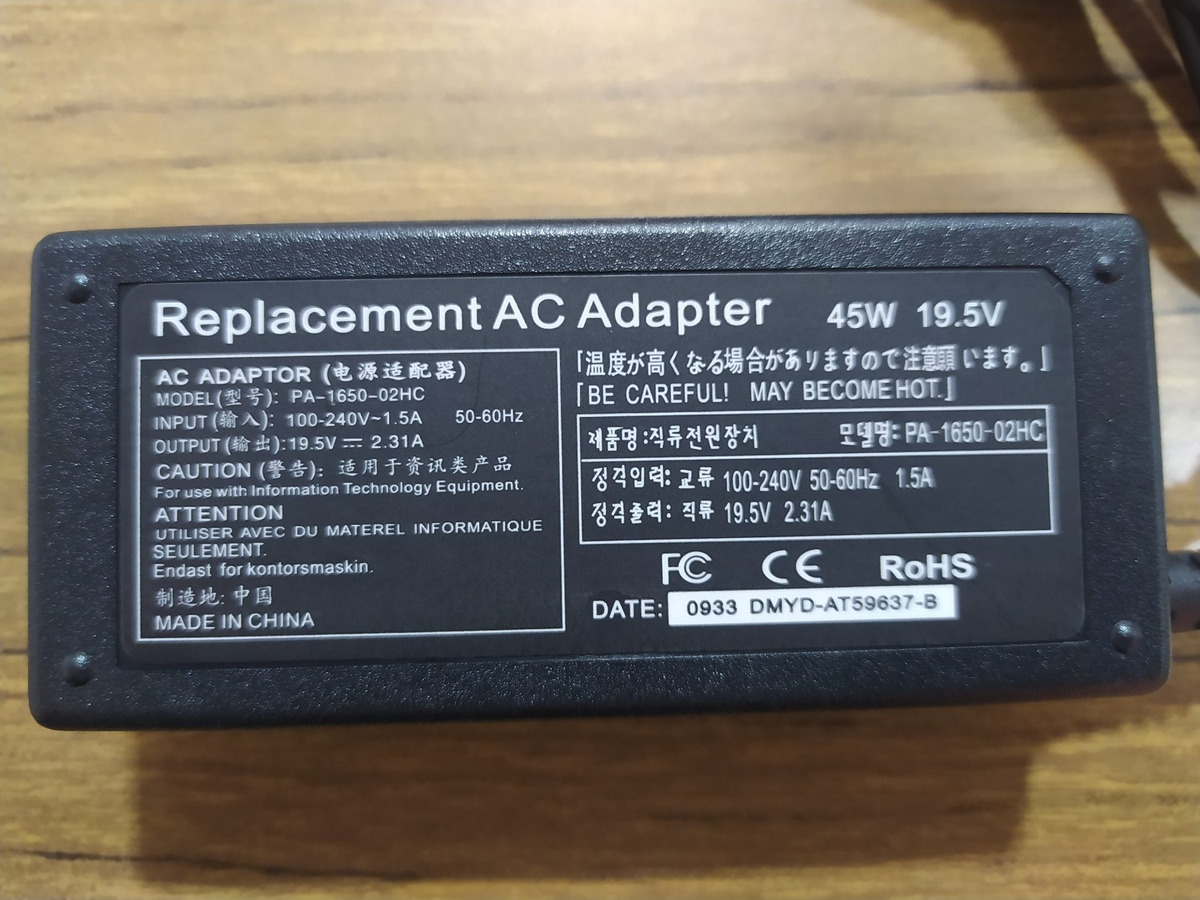 Replacement AC Adapter
45W 19.5V
AC ADAPTOR (电源适配器)
MODEL(型号): PA-1650-02HC
INPUT(输入): 100-240V~1.5A 50-60Hz
OUTPUT(输出):19.5V ⎓ 2.31A
CAUTION (警告): 适用于资讯类产品
For use with Information Technology Equipment.
ATTENTION
UTILISER AVEC DU MATEREL INFORMATIQUE
SEULEMENT.
Endast for kontorsmaskin.
制造地: 中国
MADE IN CHINA
「温度が高くなる場合がありますので注意願います。」
「BE CAREFUL! MAY BECOME HOT.」
제품명:직류전원장치 모델명: PA-1650-02HC
정격입력: 교류 100-240V 50-60Hz 1.5A
정격출력: 직류 19.5V 2.31A
FC CE RoHS
DATE: 0933 DMYD-AT59637-B